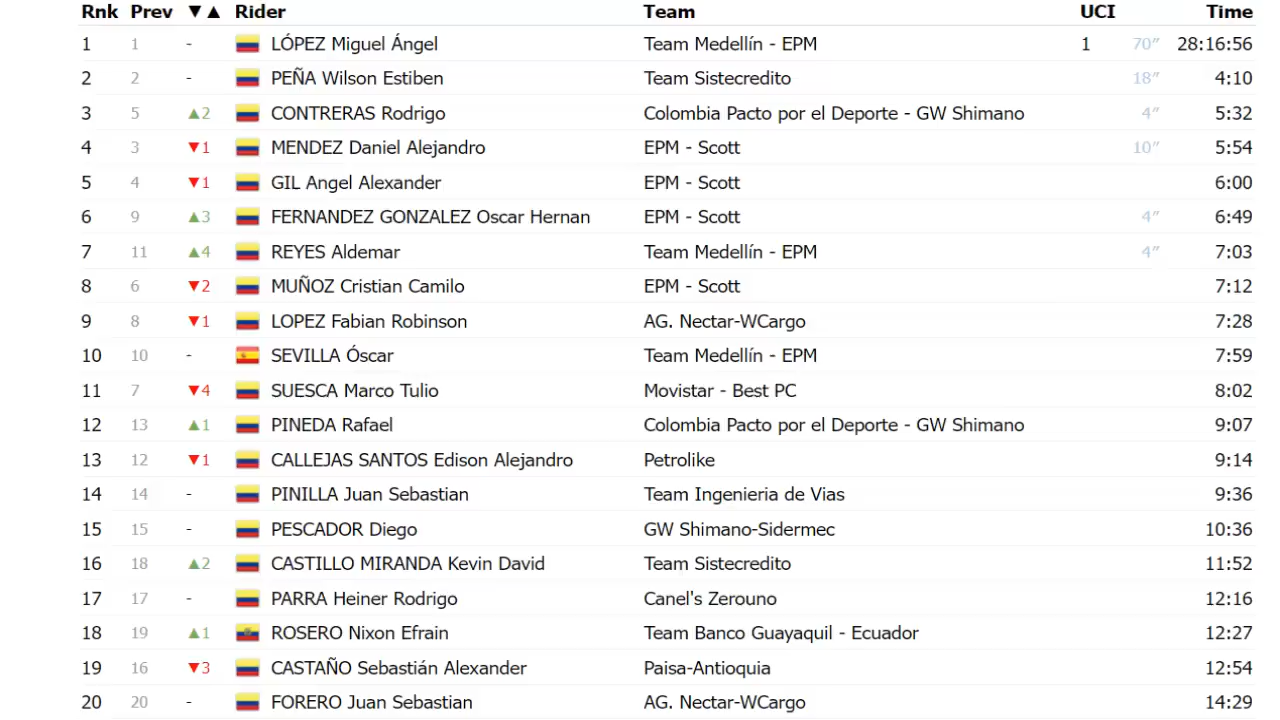 Rnk Prev ▼▲ Rider Team UCI Time
1 1 - LÓPEZ Miguel Ángel Team Medellín - EPM 1 70″ 28:16:56
2 2 - PEÑA Wilson Estiben Team Sistecredito 18″ 4:10
3 5 ▲2 CONTRERAS Rodrigo Colombia Pacto por el Deporte - GW Shimano 4″ 5:32
4 3 ▼1 MENDEZ Daniel Alejandro EPM - Scott 10″ 5:54
5 4 ▼1 GIL Angel Alexander EPM - Scott 6:00
6 9 ▲3 FERNANDEZ GONZALEZ Oscar Hernan EPM - Scott 4″ 6:49
7 11 ▲4 REYES Aldemar Team Medellín - EPM 4″ 7:03
8 6 ▼2 MUÑOZ Cristian Camilo EPM - Scott 7:12
9 8 ▼1 LOPEZ Fabian Robinson AG. Nectar-WCargo 7:28
10 10 - SEVILLA Óscar Team Medellín - EPM 7:59
11 7 ▼4 SUESCA Marco Tulio Movistar - Best PC 8:02
12 13 ▲1 PINEDA Rafael Colombia Pacto por el Deporte - GW Shimano 9:07
13 12 ▼1 CALLEJAS SANTOS Edison Alejandro Petrolike 9:14
14 14 - PINILLA Juan Sebastian Team Ingenieria de Vias 9:36
15 15 - PESCADOR Diego GW Shimano-Sidermec 10:36
16 18 ▲2 CASTILLO MIRANDA Kevin David Team Sistecredito 11:52
17 17 - PARRA Heiner Rodrigo Canel's Zerouno 12:16
18 19 ▲1 ROSERO Nixon Efrain Team Banco Guayaquil - Ecuador 12:27
19 16 ▼3 CASTAÑO Sebastián Alexander Paisa-Antioquia 12:54
20 20 - FORERO Juan Sebastian AG. Nectar-WCargo 14:29